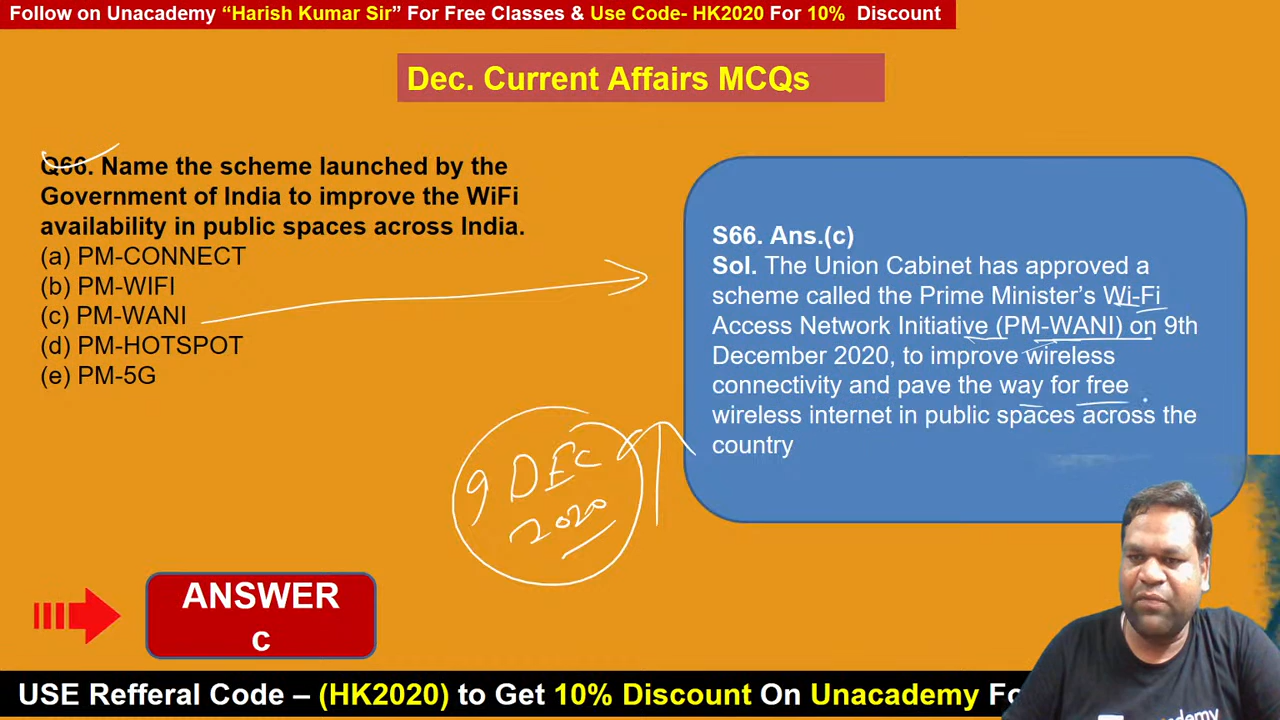 Follow on Unacademy “Harish Kumar Sir” For Free Classes & Use Code- HK2020 For 10% Discount
Dec. Current Affairs MCQs
Q66. Name the scheme launched by the
Government of India to improve the WiFi
availability in public spaces across India.
(a) PM-CONNECT
(b) PM-WIFI
(c) PM-WANI
(d) PM-HOTSPOT
(e) PM-5G
S66. Ans.(c)
Sol. The Union Cabinet has approved a
scheme called the Prime Minister’s Wi-Fi
Access Network Initiative (PM-WANI) on 9th
December 2020, to improve wireless
connectivity and pave the way for free
wireless internet in public spaces across the
country
9 DEC
2020
ANSWER
c
USE Refferal Code – (HK2020) to Get 10% Discount On Unacademy Fo
unacademy